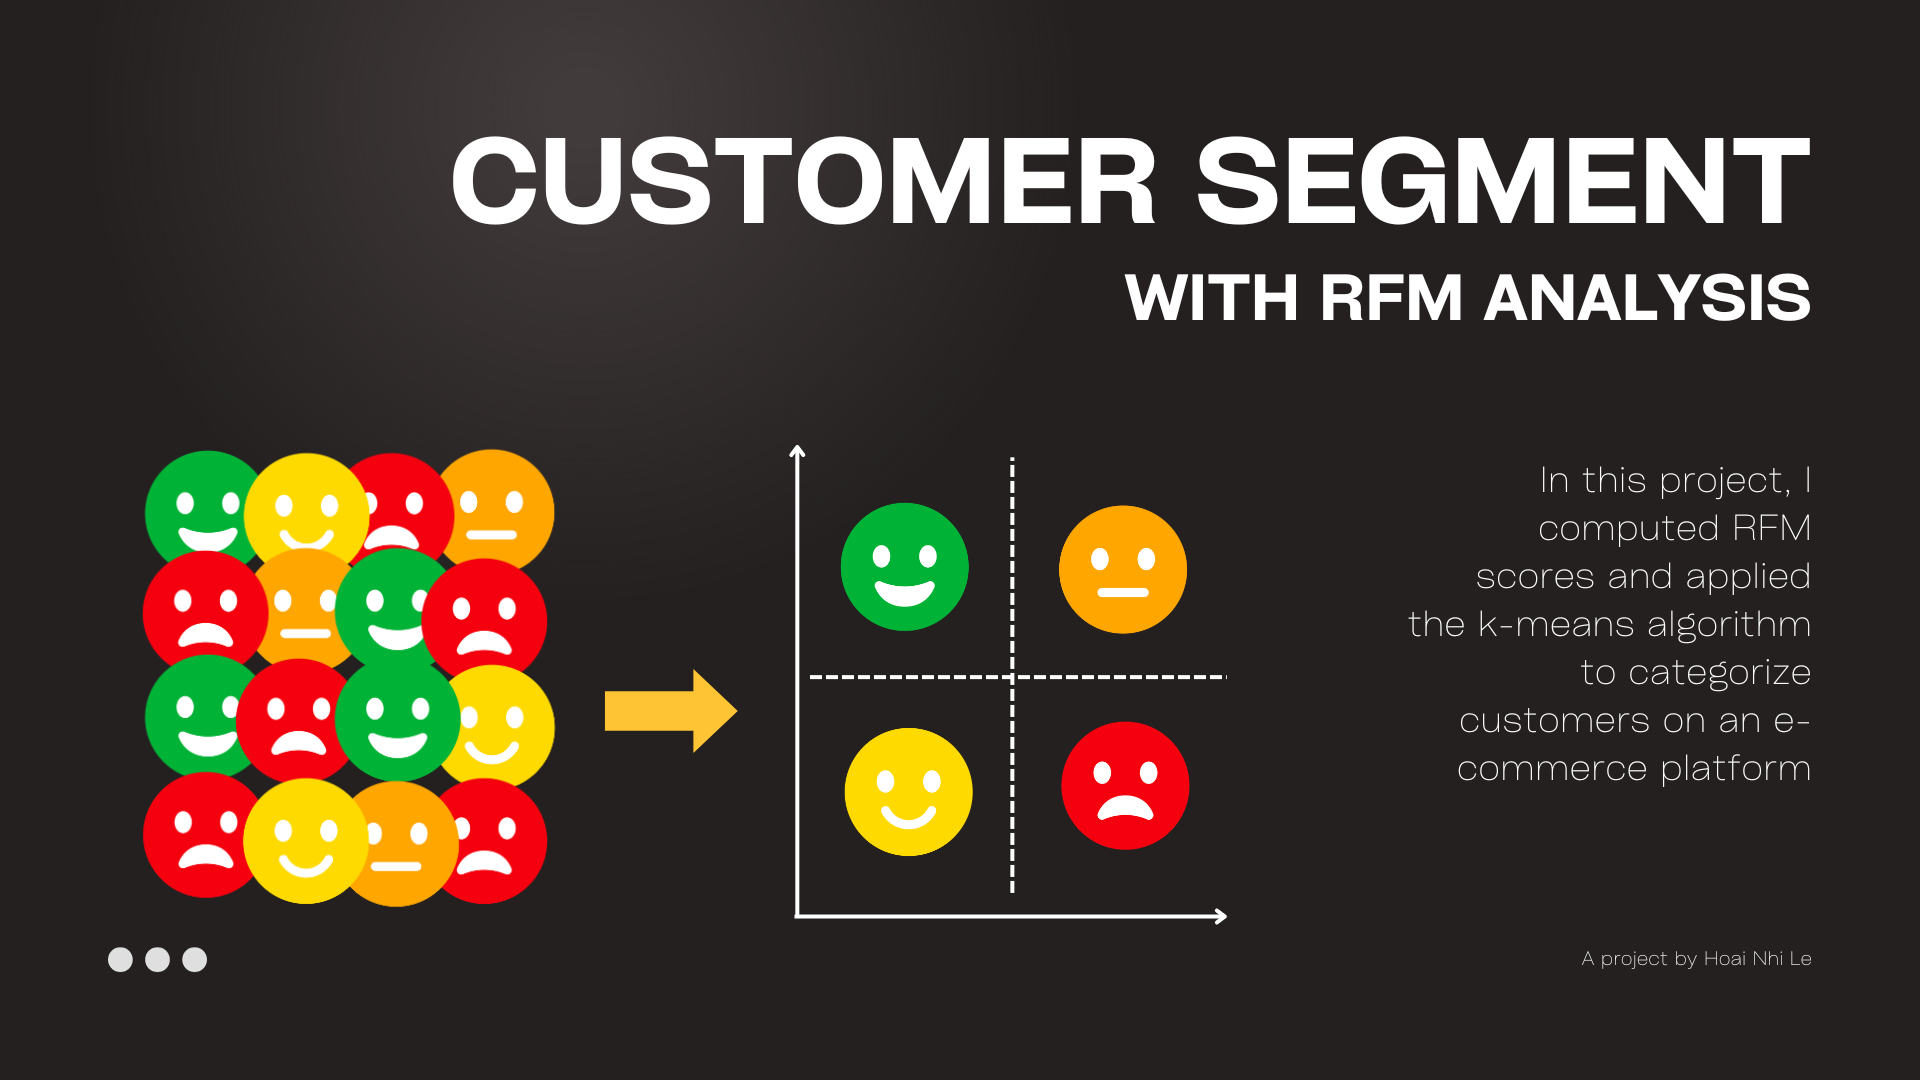 CUSTOMER SEGMENT
WITH RFM ANALYSIS
In this project, I
computed RFM
scores and applied
the k-means algorithm
to categorize
customers on an e-
commerce platform
A project by Hoai Nhi Le